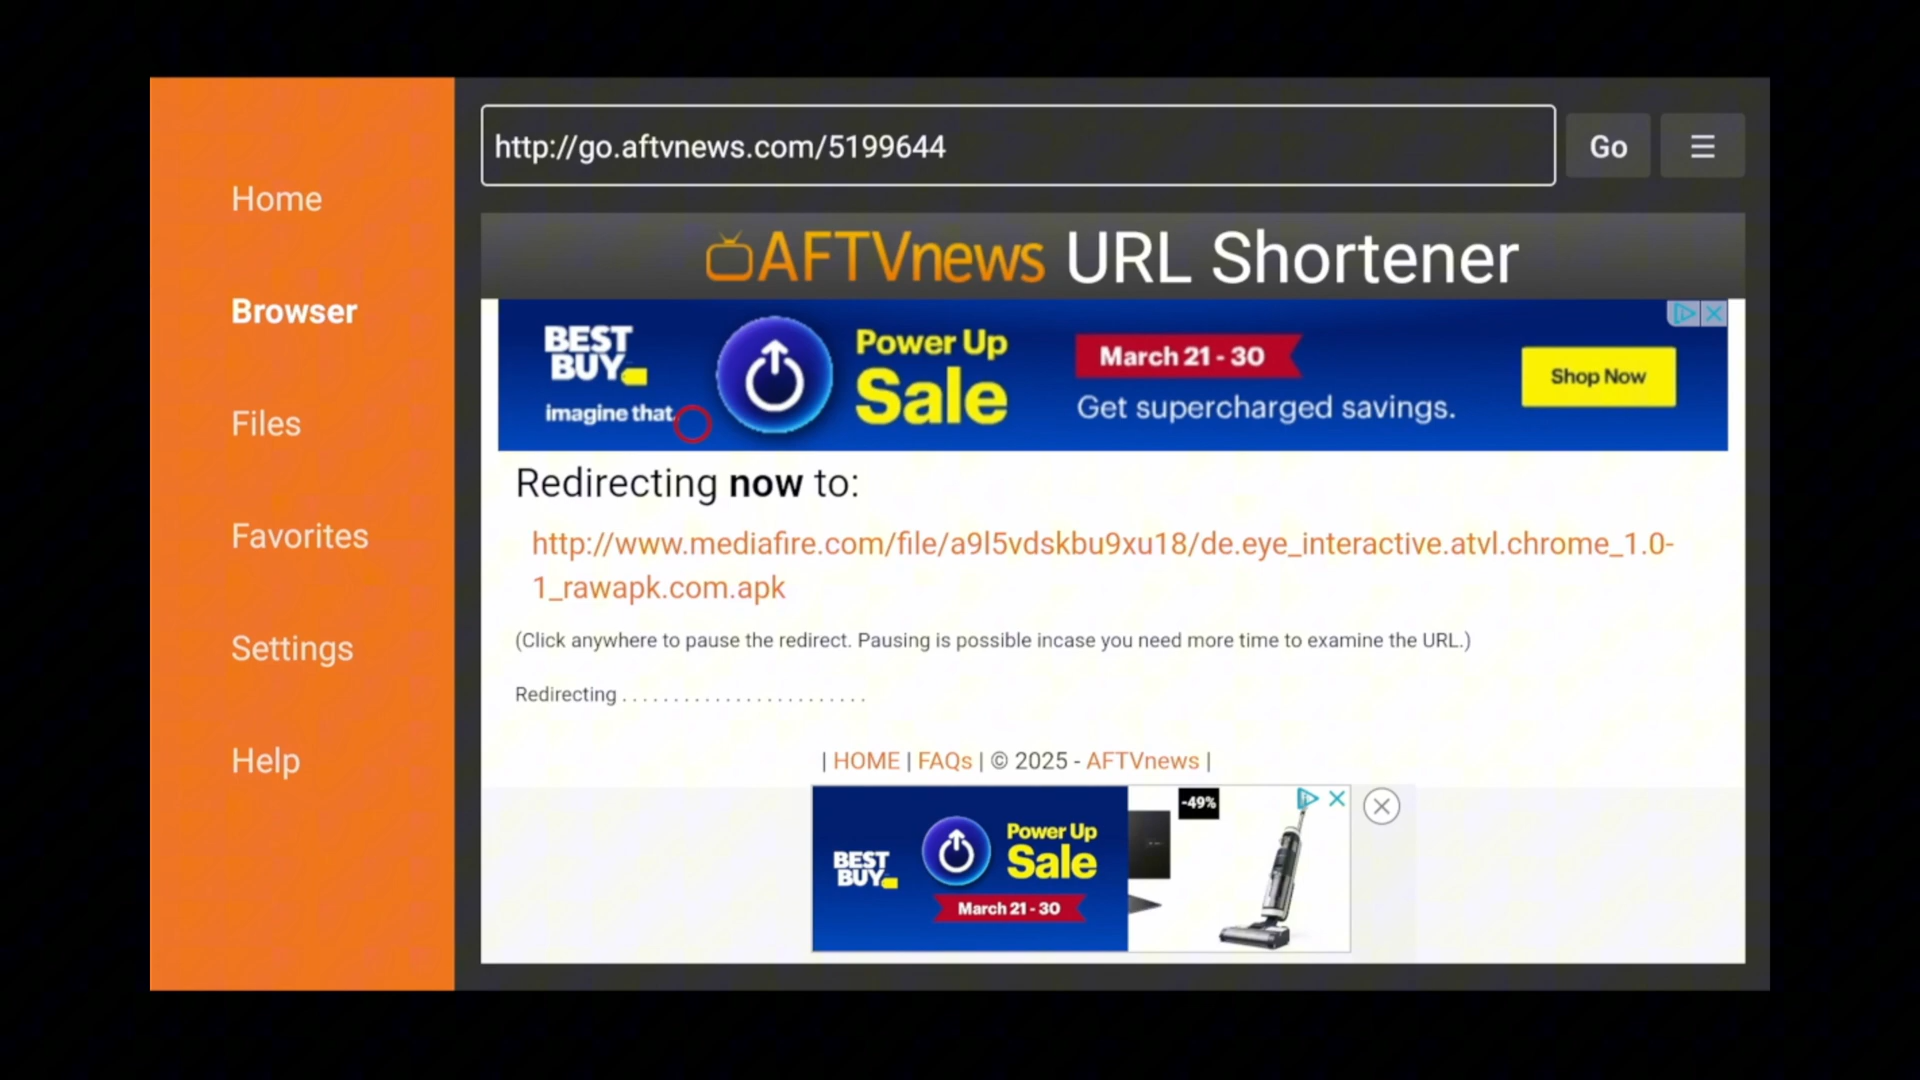 http://go.aftvnews.com/5199644
Go
Home
Browser
Files
Favorites
Settings
Help
AFTVnews URL Shortener
BEST
BUY
imagine that.
Power Up
Sale
March 21 - 30
Get supercharged savings.
Shop Now
Redirecting now to:
http://www.mediafire.com/file/a9l5vdskbu9xu18/de.eye_interactive.atvl.chrome_1.0-
1_rawapk.com.apk
(Click anywhere to pause the redirect. Pausing is possible incase you need more time to examine the URL.)
Redirecting . . . . . . . . . . . . . . . . . . . . . . . .
| HOME | FAQs | © 2025 - AFTVnews |
BEST
BUY
Power Up
Sale
March 21 - 30
-49%